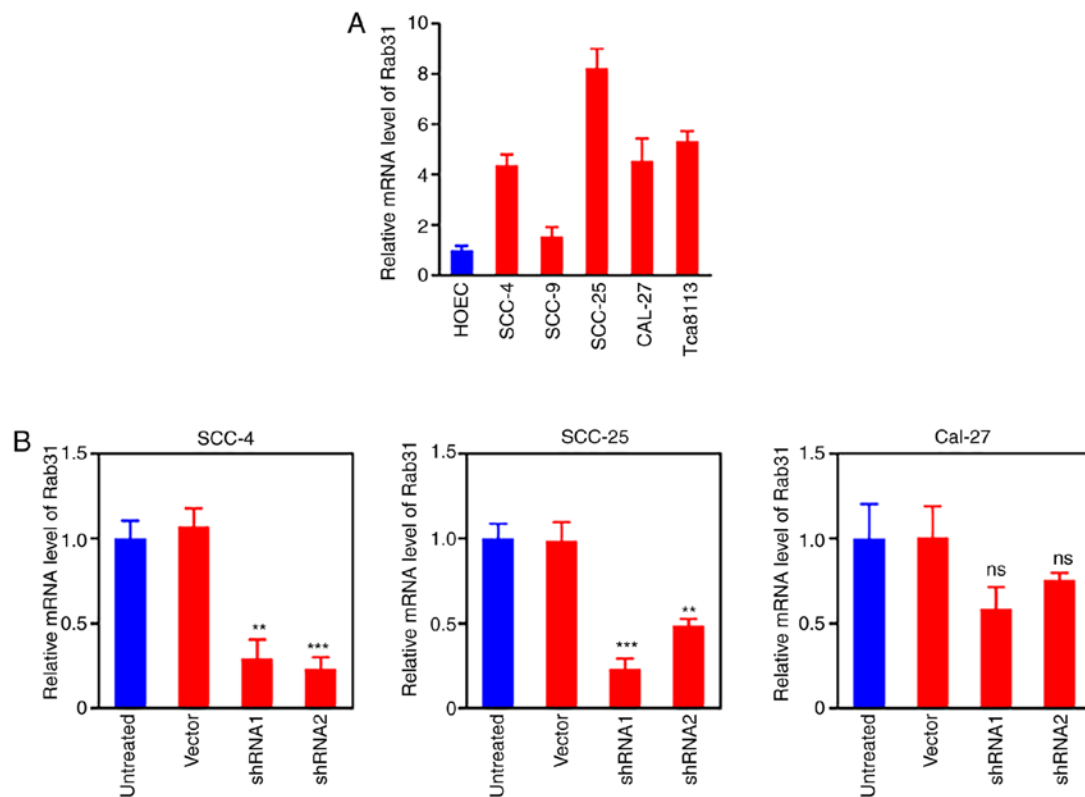 A
Relative mRNA level of Rab31
10
8
6
4
2
0
HOEC
SCC-4
SCC-9
SCC-25
CAL-27
Tca8113
B
SCC-4
Relative mRNA level of Rab31
1.5
1.0
0.5
0
**
***
Untreated
Vector
shRNA1
shRNA2
SCC-25
Relative mRNA level of Rab31
1.5
1.0
0.5
0
***
**
Untreated
Vector
shRNA1
shRNA2
Cal-27
Relative mRNA level of Rab31
1.5
1.0
0.5
0
ns
ns
Untreated
Vector
shRNA1
shRNA2